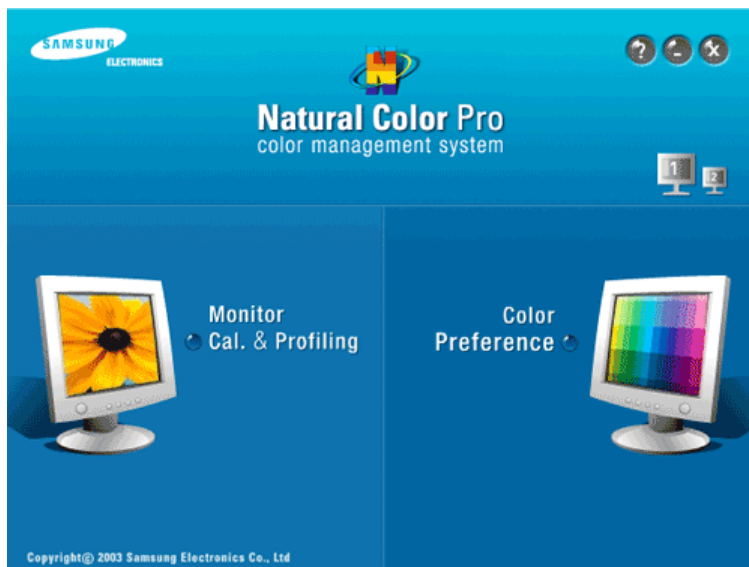 SAMSUNG
ELECTRONICS
? - x
N
Natural Color Pro
color management system
1 2
Monitor
Cal. & Profiling
Color
Preference
Copyright© 2003 Samsung Electronics Co., Ltd